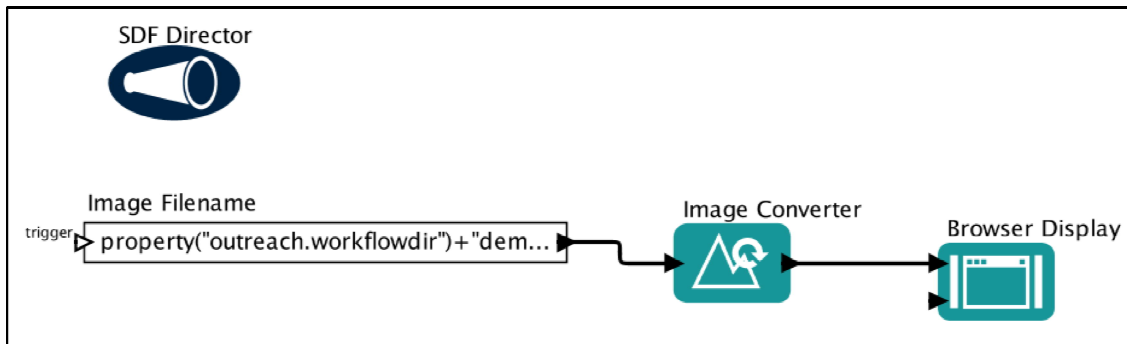 SDF Director
Image Filename
trigger
property("outreach.workflowdir")+"dem...
Image Converter
Browser Display